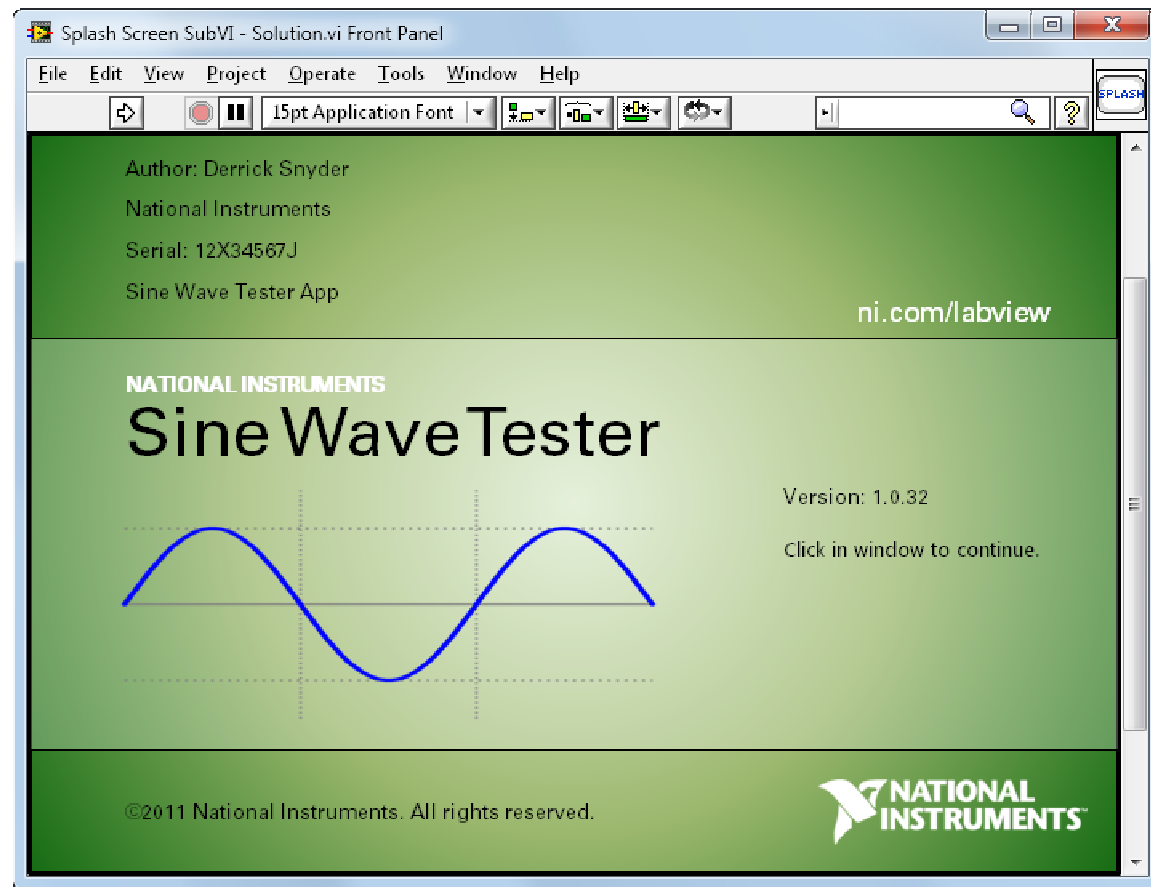 Splash Screen SubVI - Solution.vi Front Panel
File Edit View Project Operate Tools Window Help
15pt Application Font
SPLASH
Author: Derrick Snyder
National Instruments
Serial: 12X34567J
Sine Wave Tester App
ni.com/labview
NATIONAL INSTRUMENTS
Sine Wave Tester
Version: 1.0.32
Click in window to continue.
©2011 National Instruments. All rights reserved.
NATIONAL
INSTRUMENTS